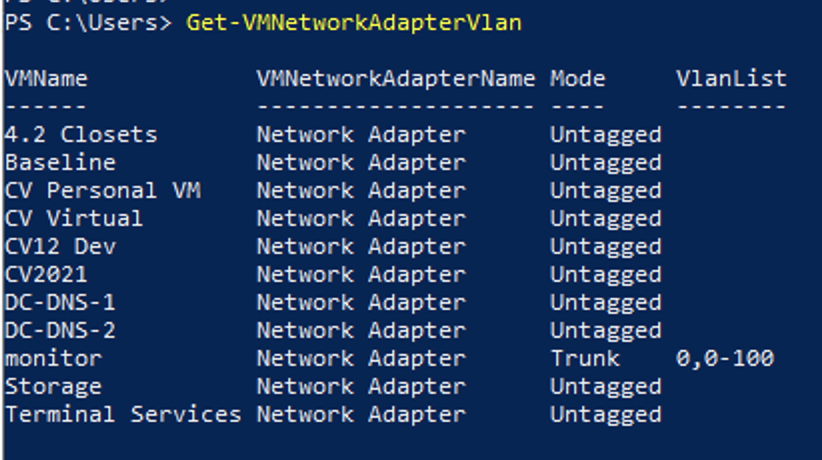 PS C:\Users> Get-VMNetworkAdapterVlan
VMName VMNetworkAdapterName Mode VlanList
------ -------------------- ---- --------
4.2 Closets Network Adapter Untagged
Baseline Network Adapter Untagged
CV Personal VM Network Adapter Untagged
CV Virtual Network Adapter Untagged
CV12 Dev Network Adapter Untagged
CV2021 Network Adapter Untagged
DC-DNS-1 Network Adapter Untagged
DC-DNS-2 Network Adapter Untagged
monitor Network Adapter Trunk 0,0-100
Storage Network Adapter Untagged
Terminal Services Network Adapter Untagged